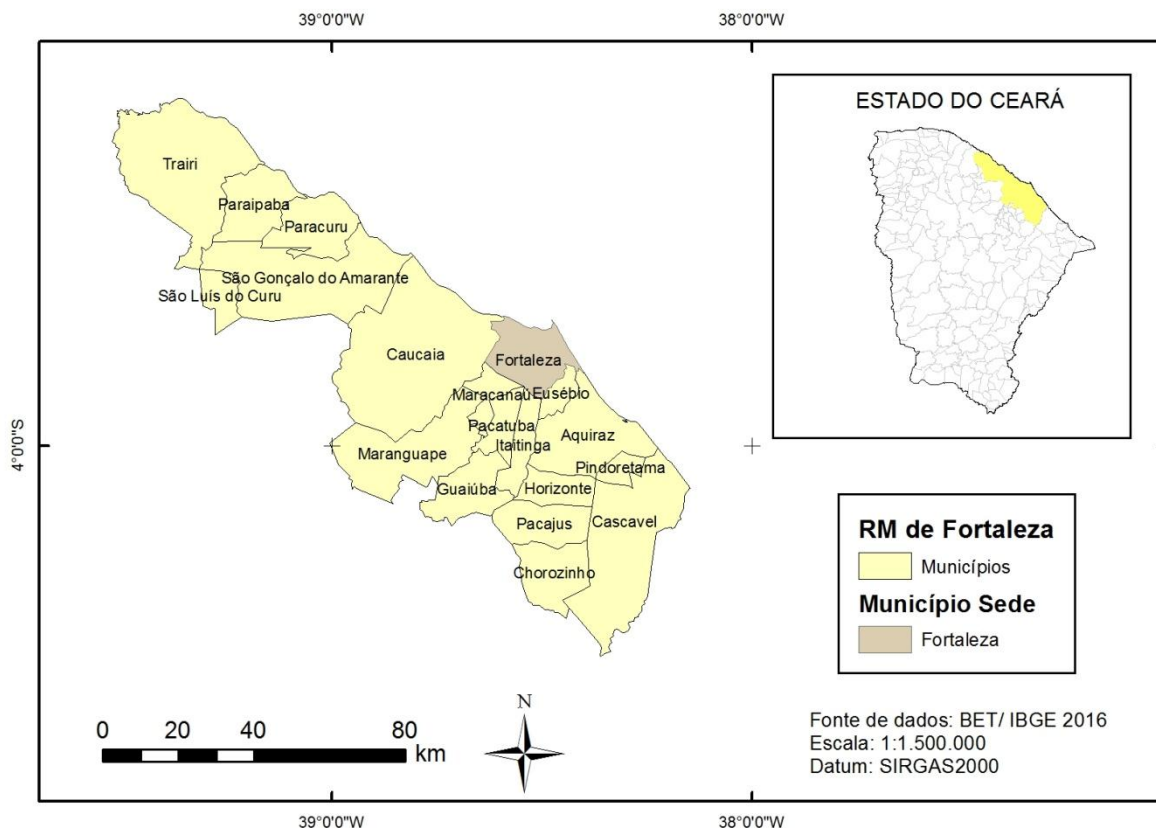 39°0'0"W
38°0'0"W
ESTADO DO CEARÁ
Trairi
Paraipaba
Paracuru
São Gonçalo do Amarante
São Luís do Curu
Caucaia
Fortaleza
Maracanaú
Eusébio
Pacatuba
Itaitinga
Aquiraz
4°0'0"S
Maranguape
Pindoretama
Guaiúba
Horizonte
Pacajus
Cascavel
Chorozinho
RM de Fortaleza
Municípios
Município Sede
Fortaleza
N
0 20 40 80
km
Fonte de dados: BET/ IBGE 2016
Escala: 1:1.500.000
Datum: SIRGAS2000
39°0'0"W
38°0'0"W